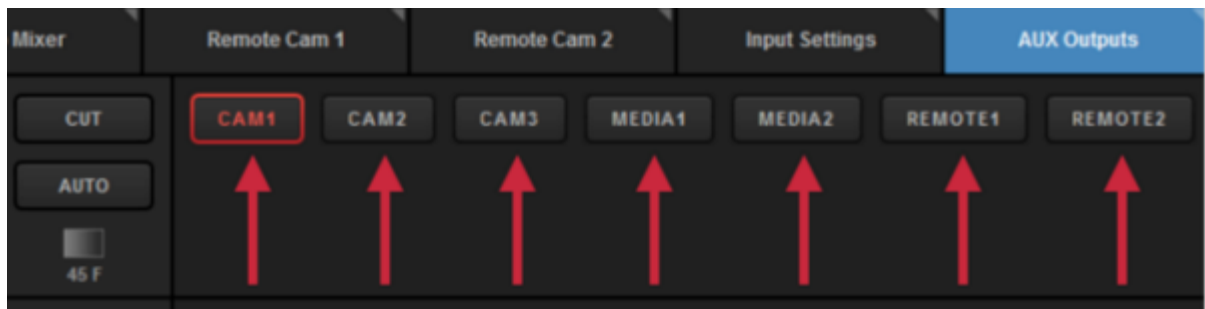 Mixer Remote Cam 1 Remote Cam 2 Input Settings AUX Outputs
CUT CAM1 CAM2 CAM3 MEDIA1 MEDIA2 REMOTE1 REMOTE2
AUTO
45 F